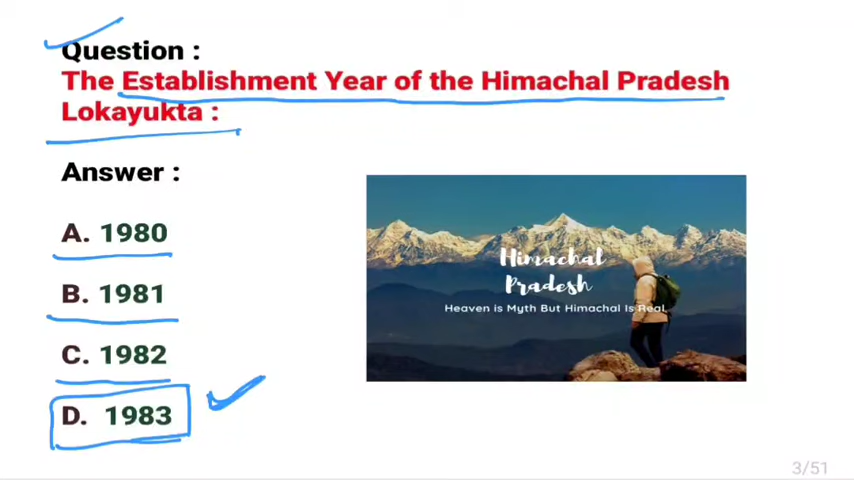 Question :
The Establishment Year of the Himachal Pradesh
Lokayukta :
Answer :
A. 1980
B. 1981
C. 1982
D. 1983
Himachal
Pradesh
Heaven is Myth But Himachal Is Real.
3/51